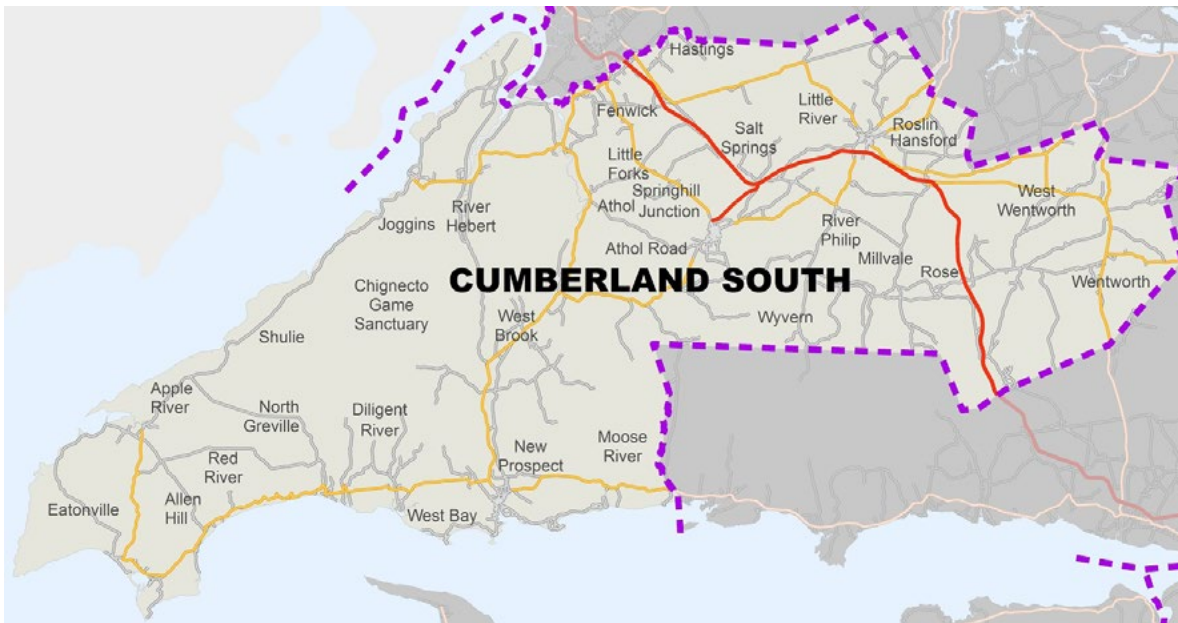 Hastings
Fenwick
Little
River
Salt
Springs
Roslin
Hansford
Little
Forks
Springhill
Junction
Athol
West
Wentworth
River
Hebert
Joggins
River
Philip
Athol Road
Millvale
Rose
CUMBERLAND SOUTH
Wentworth
Chignecto
Game
Sanctuary
West
Brook
Wyvern
Shulie
Apple
River
North
Greville
Diligent
River
New
Prospect
Moose
River
Red
River
Allen
Hill
Eatonville
West Bay